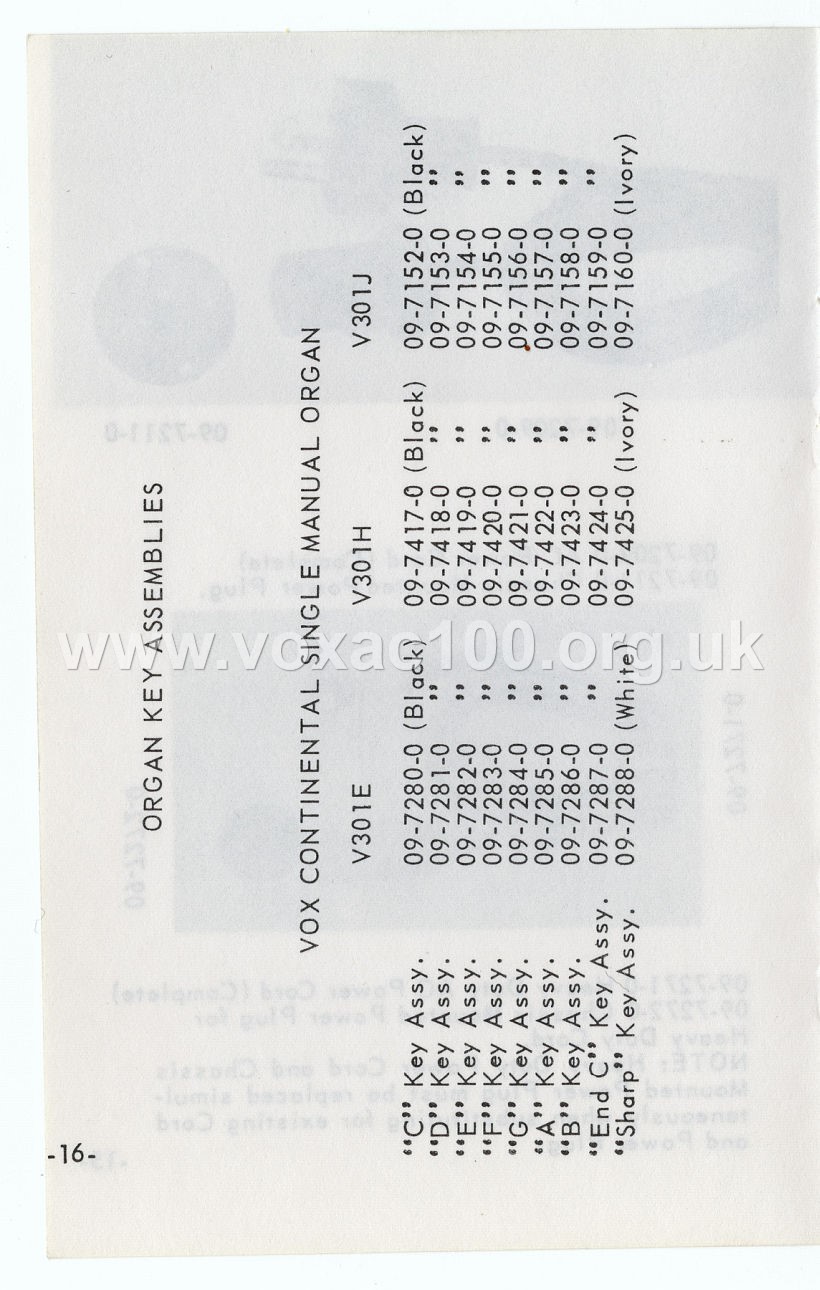 ORGAN KEY ASSEMBLIES
VOX CONTINENTAL SINGLE MANUAL ORGAN
V301E V301H V301J
“C” Key Assy. 09-7280-0 (Black) 09-7417-0 (Black) 09-7152-0 (Black)
“D” Key Assy. 09-7281-0 ” 09-7418-0 ” 09-7153-0 ”
“E” Key Assy. 09-7282-0 ” 09-7419-0 ” 09-7154-0 ”
“F” Key Assy. 09-7283-0 ” 09-7420-0 ” 09-7155-0 ”
“G” Key Assy. 09-7284-0 ” 09-7421-0 ” 09-7156-0 ”
“A” Key Assy. 09-7285-0 ” 09-7422-0 ” 09-7157-0 ”
“B” Key Assy. 09-7286-0 ” 09-7423-0 ” 09-7158-0 ”
“End C” Key Assy. 09-7287-0 ” 09-7424-0 ” 09-7159-0 ”
“Sharp” Key Assy. 09-7288-0 (White) 09-7425-0 (Ivory) 09-7160-0 (Ivory)
-16-
www.voxac100.org.uk